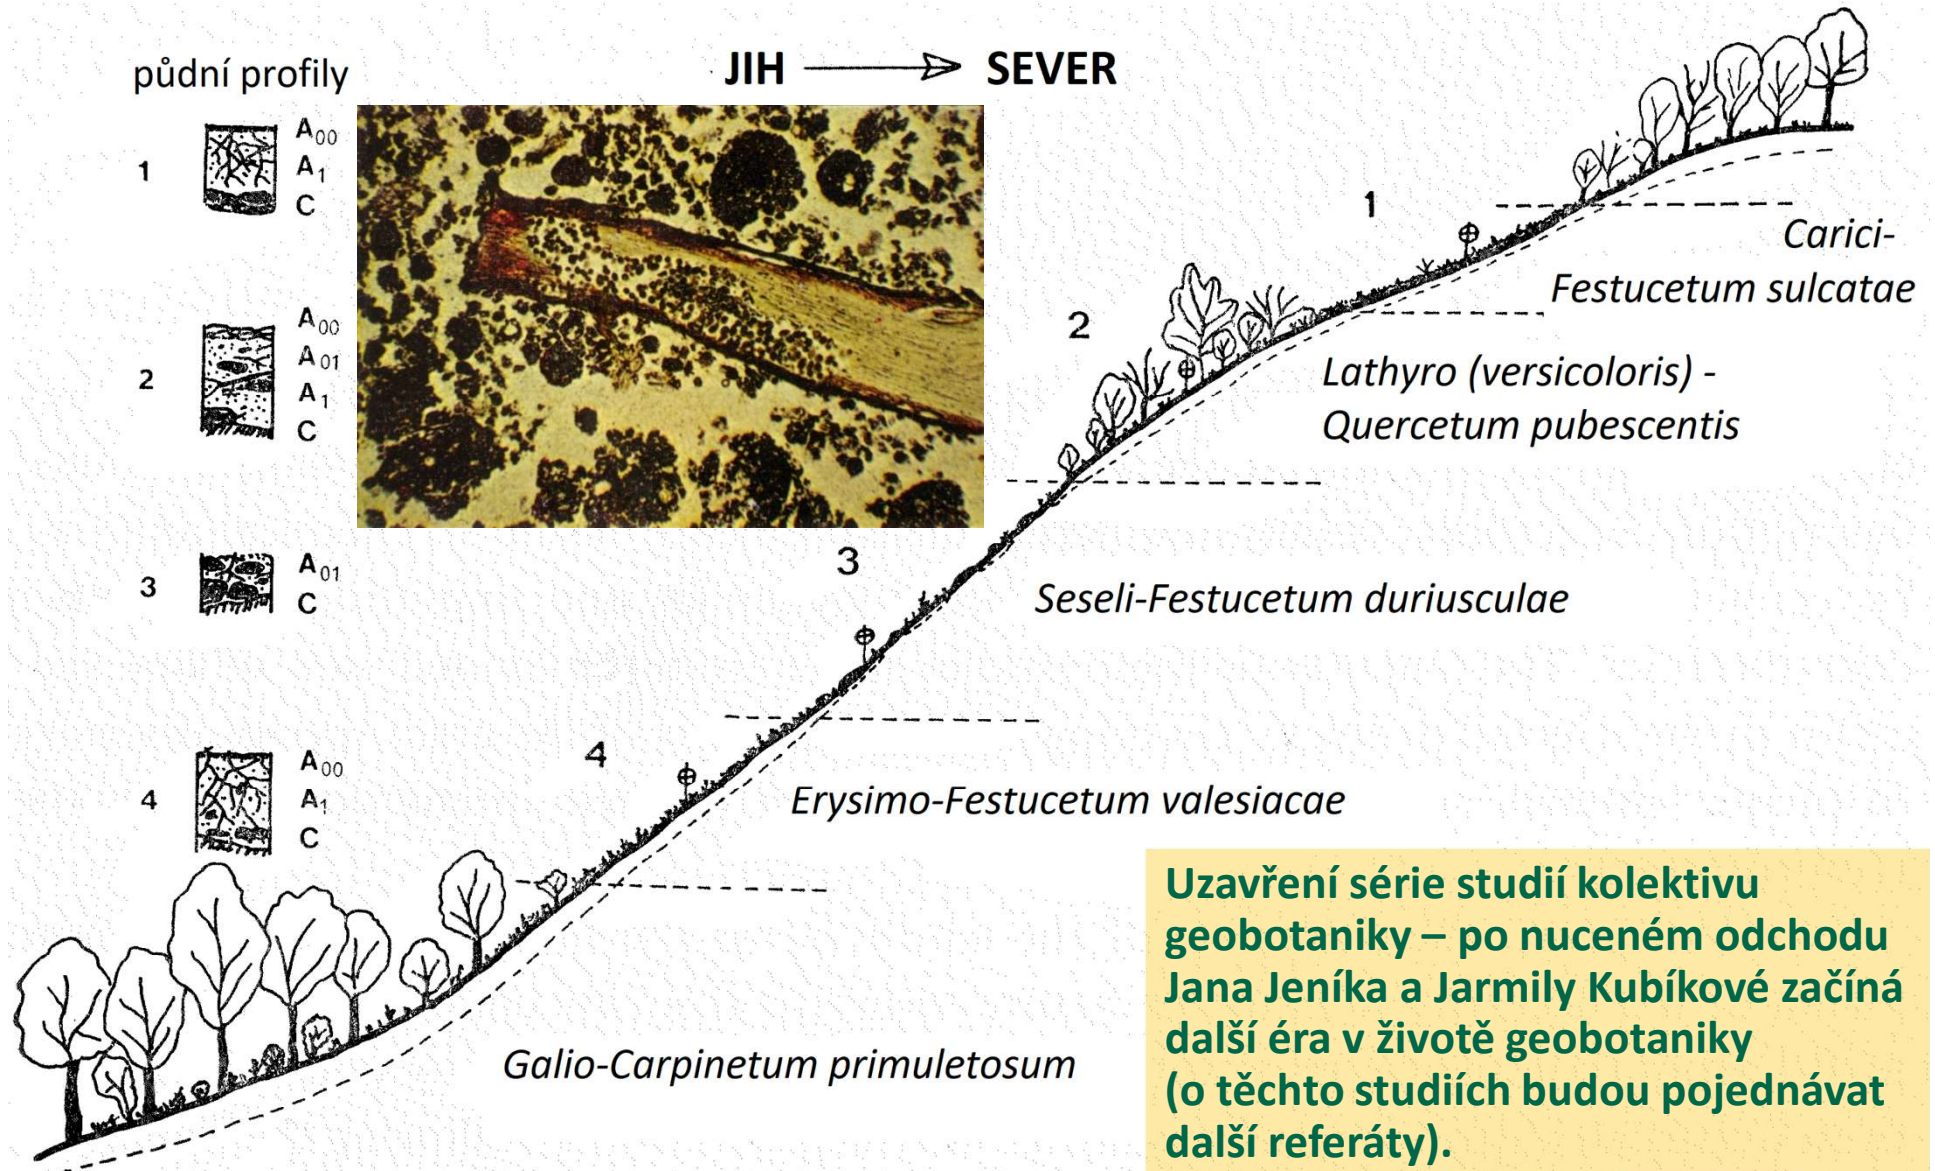 JIH SEVER
půdní profily
1
A00
A1
C
2
A00
A01
A1
C
3
A01
C
4
A00
A1
C
1
Carici-
Festucetum sulcatae
2
Lathyro (versicoloris) -
Quercetum pubescentis
3
Seseli-Festucetum duriusculae
4
Erysimo-Festucetum valesiacae
Galio-Carpinetum primuletosum
Uzavření série studií kolektivu
geobotaniky – po nuceném odchodu
Jana Jeníka a Jarmily Kubíkové začíná
další éra v životě geobotaniky
(o těchto studiích budou pojednávat
další referáty).